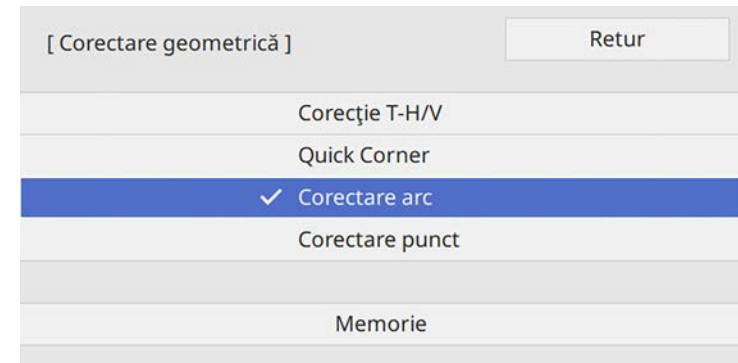 [ Corectare geometrică ]
Retur
Corecţie T-H/V
Quick Corner
✓ Corectare arc
Corectare punct
Memorie